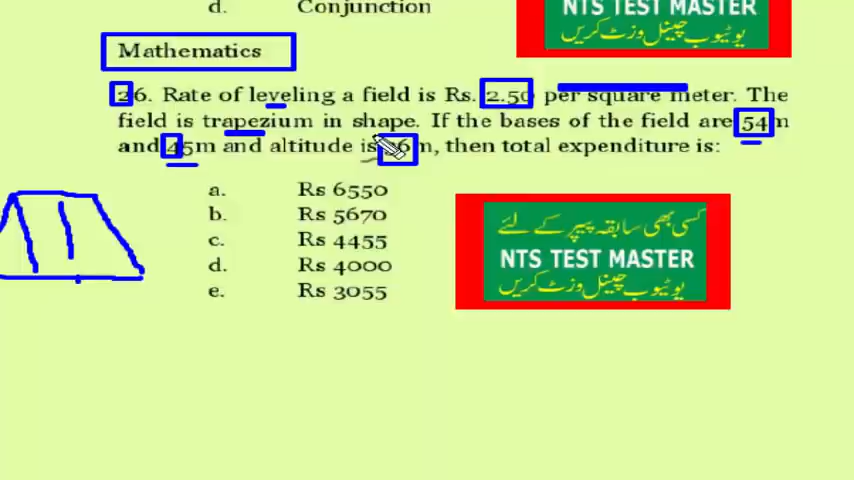 d. Conjunction
NTS TEST MASTER
یوٹیوب چینل وزٹ کریں
Mathematics
26. Rate of leveling a field is Rs. 2.50 per square meter. The
field is trapezium in shape. If the bases of the field are 54m
and 45m and altitude is then total expenditure is:
a. Rs 6550
b. Rs 5670
c. Rs 4455
d. Rs 4000
e. Rs 3055
کسی بھی سابقہ پیپر کے لئے
NTS TEST MASTER
یوٹیوب چینل وزٹ کریں